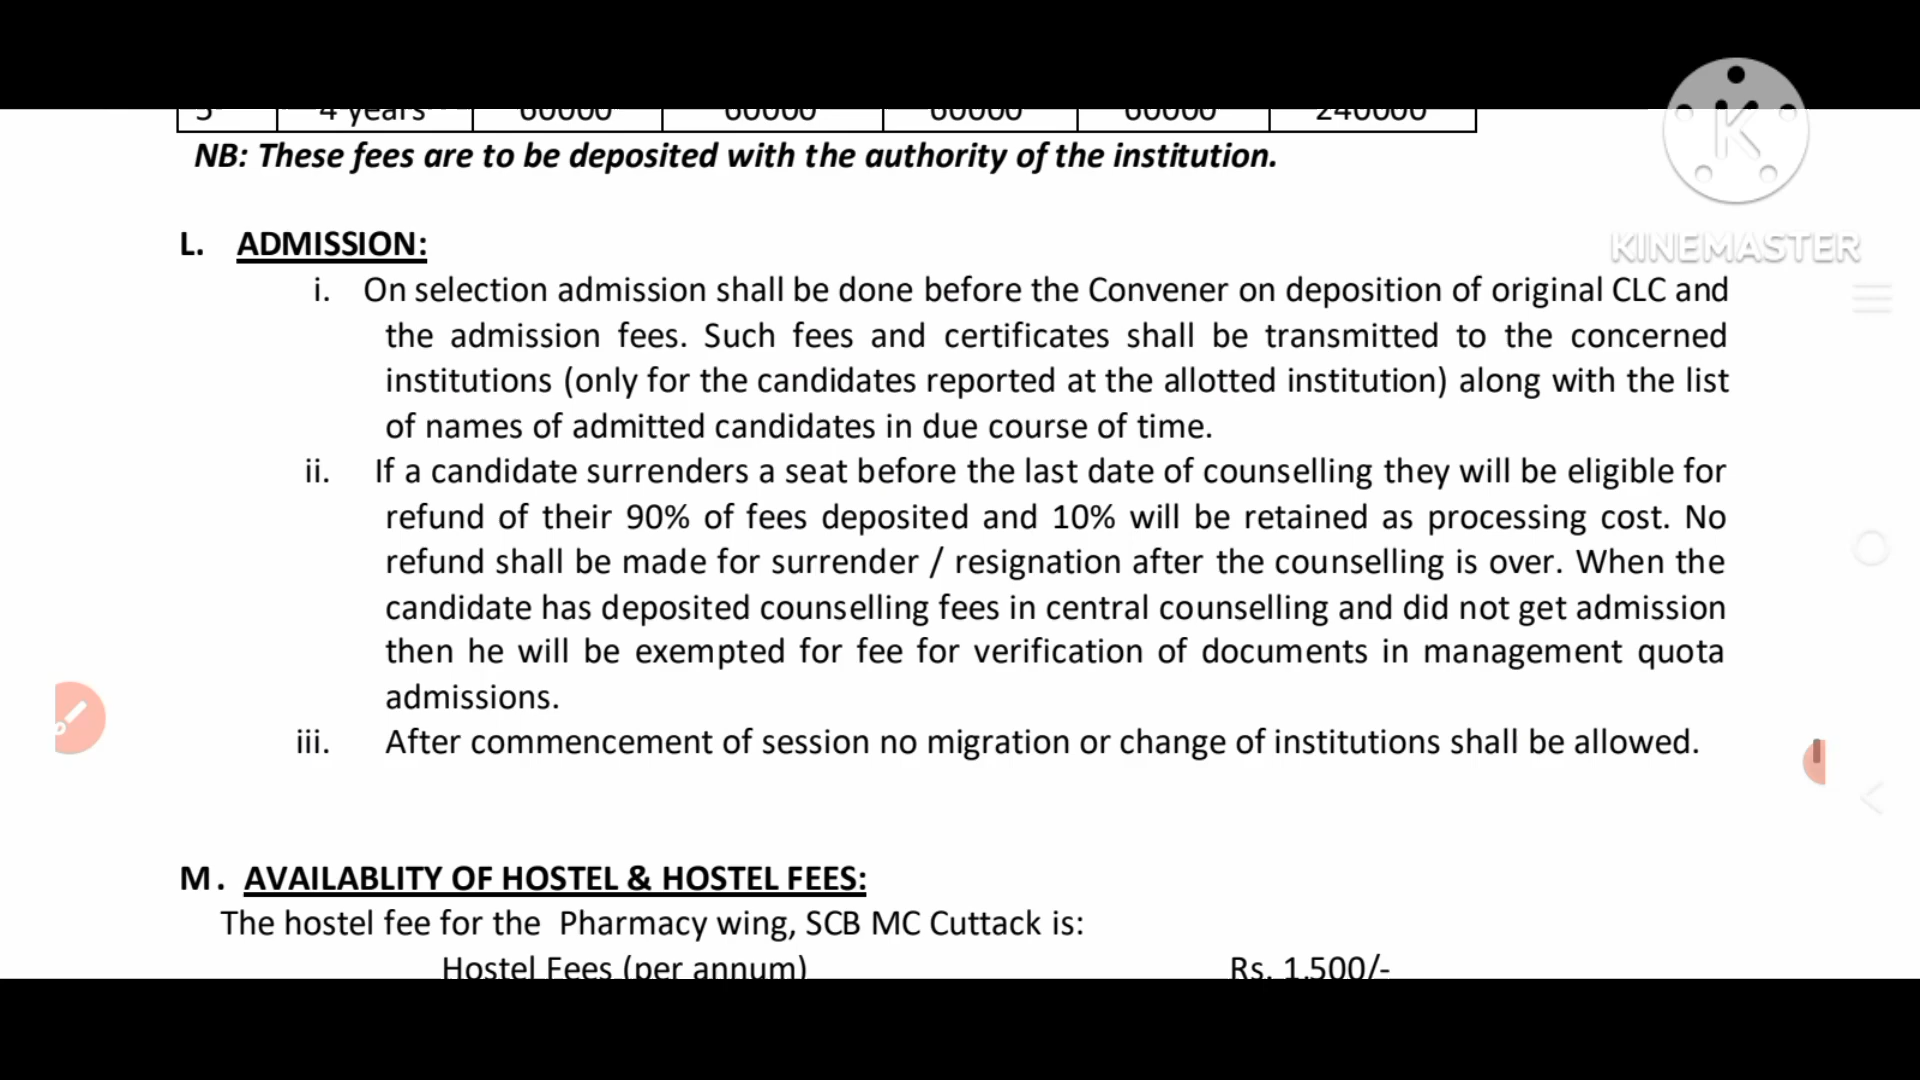 4 years 60000 60000 60000 60000 240000
NB: These fees are to be deposited with the authority of the institution.
KINEMASTER
L. ADMISSION:
i. On selection admission shall be done before the Convener on deposition of original CLC and
the admission fees. Such fees and certificates shall be transmitted to the concerned
institutions (only for the candidates reported at the allotted institution) along with the list
of names of admitted candidates in due course of time.
ii. If a candidate surrenders a seat before the last date of counselling they will be eligible for
refund of their 90% of fees deposited and 10% will be retained as processing cost. No
refund shall be made for surrender / resignation after the counselling is over. When the
candidate has deposited counselling fees in central counselling and did not get admission
then he will be exempted for fee for verification of documents in management quota
admissions.
iii. After commencement of session no migration or change of institutions shall be allowed.
M. AVAILABLITY OF HOSTEL & HOSTEL FEES:
The hostel fee for the Pharmacy wing, SCB MC Cuttack is:
Hostel Fees (per annum) Rs. 1,500/-